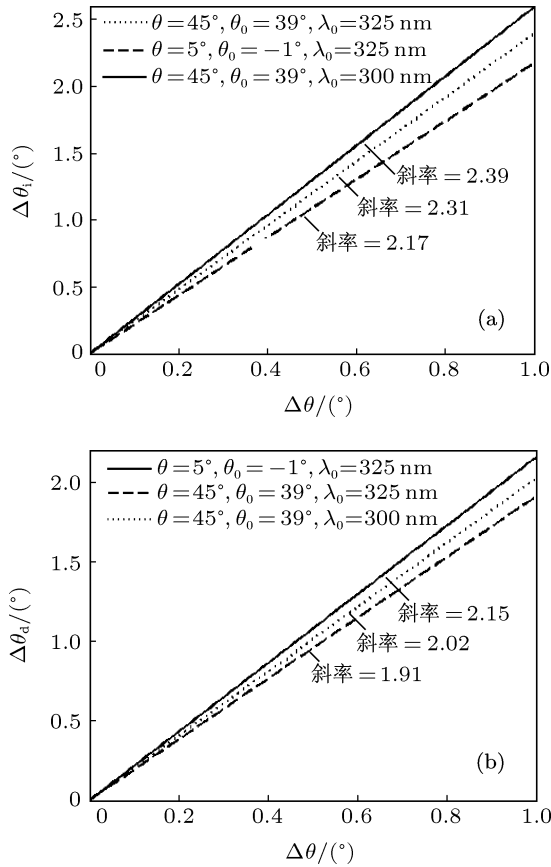 2.5
θ=45°, θ₀=39°, λ₀=325 nm
θ=5°, θ₀=−1°, λ₀=325 nm
2.0
θ=45°, θ₀=39°, λ₀=300 nm
1.5
斜率=2.39
斜率=2.31
1.0
斜率=2.17
0.5
(a)
0
0 0.2 0.4 0.6 0.8 1.0
Δθᵢ/(°)
Δθ/(°)
θ=5°, θ₀=−1°, λ₀=325 nm
2.0
θ=45°, θ₀=39°, λ₀=325 nm
θ=45°, θ₀=39°, λ₀=300 nm
1.5
斜率=2.15
1.0
斜率=2.02
斜率=1.91
0.5
(b)
0
0 0.2 0.4 0.6 0.8 1.0
Δθd/(°)
Δθ/(°)